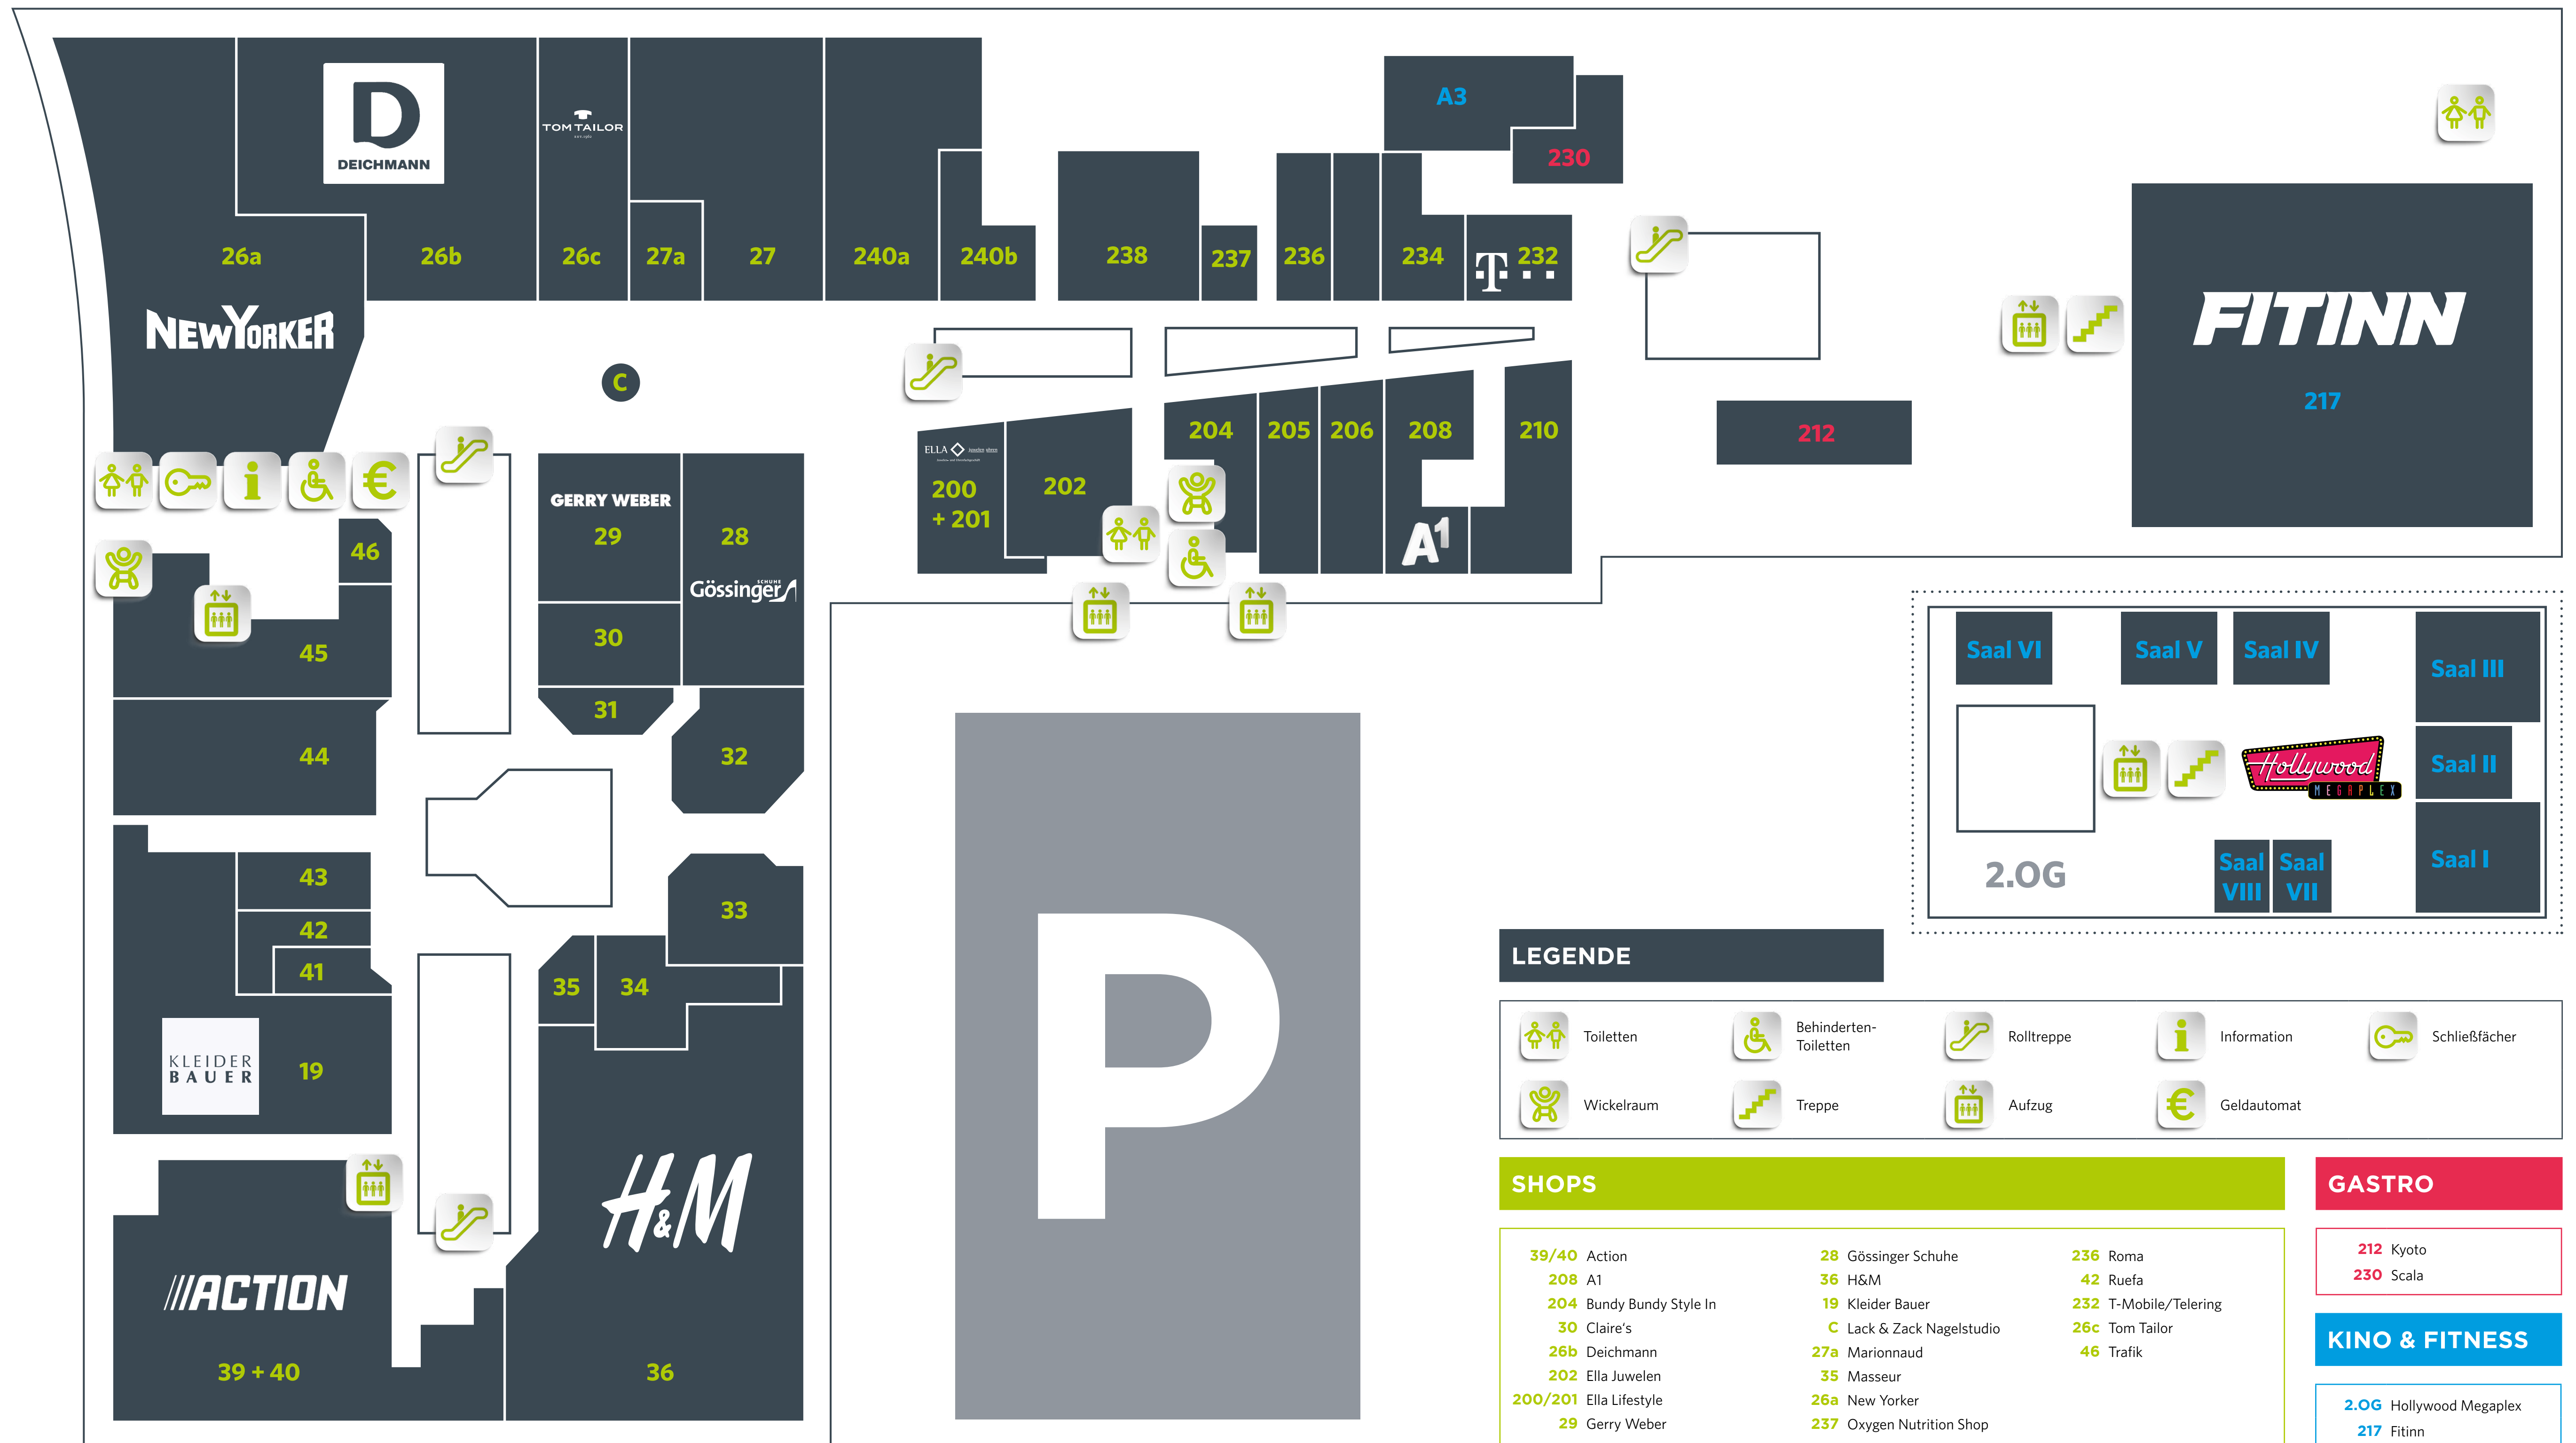 D
DEICHMANN
TOM TAILOR
A3
230
26a
26b
26c
27a
27
240a
240b
238
237
236
234
T
232
NEWYORKER
FITINN
217
C
212
204
205
206
208
210
ELLA
200
+ 201
202
A1
GERRY WEBER
29
28
SCHUHE
Gössinger
46
30
45
31
32
44
43
42
41
33
35
34
KLEIDER
BAUER
19
H&M
ACTION
39 + 40
36
P
Saal VI
Saal V
Saal IV
Saal III
Saal II
Saal I
Saal
VIII
Saal
VII
Hollywood
MEGAPLEX
2.OG
LEGENDE
Toiletten
Behinderten-
Toiletten
Rolltreppe
Information
Schließfächer
Wickelraum
Treppe
Aufzug
Geldautomat
SHOPS
39/40 Action
208 A1
204 Bundy Bundy Style In
30 Claire's
26b Deichmann
202 Ella Juwelen
200/201 Ella Lifestyle
29 Gerry Weber
28 Gössinger Schuhe
36 H&M
19 Kleider Bauer
C Lack & Zack Nagelstudio
27a Marionnaud
35 Masseur
26a New Yorker
237 Oxygen Nutrition Shop
236 Roma
42 Ruefa
232 T-Mobile/Telering
26c Tom Tailor
46 Trafik
GASTRO
212 Kyoto
230 Scala
KINO & FITNESS
2.OG Hollywood Megaplex
217 Fitinn